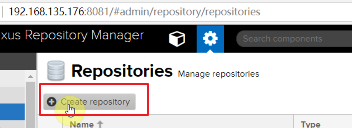 192.168.135.176:8081/#admin/repository/repositories
xus Repository Manager
Search components
Repositories Manage repositories
Create repository
Name ↑
Type